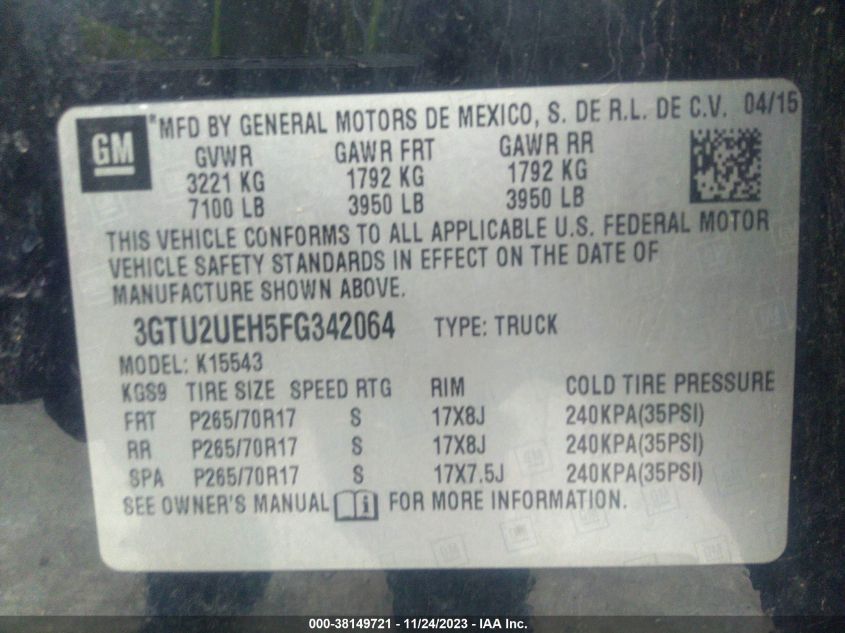 GM
*MFD BY GENERAL MOTORS DE MEXICO, S. DE R.L. DE C.V. 04/15
GVWR GAWR FRT GAWR RR
3221 KG 1792 KG 1792 KG
7100 LB 3950 LB 3950 LB
THIS VEHICLE CONFORMS TO ALL APPLICABLE U.S. FEDERAL MOTOR
VEHICLE SAFETY STANDARDS IN EFFECT ON THE DATE OF
MANUFACTURE SHOWN ABOVE.
3GTU2UEH5FG342064 TYPE: TRUCK
MODEL: K15543
KGS9 TIRE SIZE SPEED RTG RIM COLD TIRE PRESSURE
FRT P265/70R17 S 17X8J 240KPA(35PSI)
RR P265/70R17 S 17X8J 240KPA(35PSI)
SPA P265/70R17 S 17X7.5J 240KPA(35PSI)
SEE OWNER'S MANUAL FOR MORE INFORMATION.
000-38149721 - 11/24/2023 - IAA Inc.